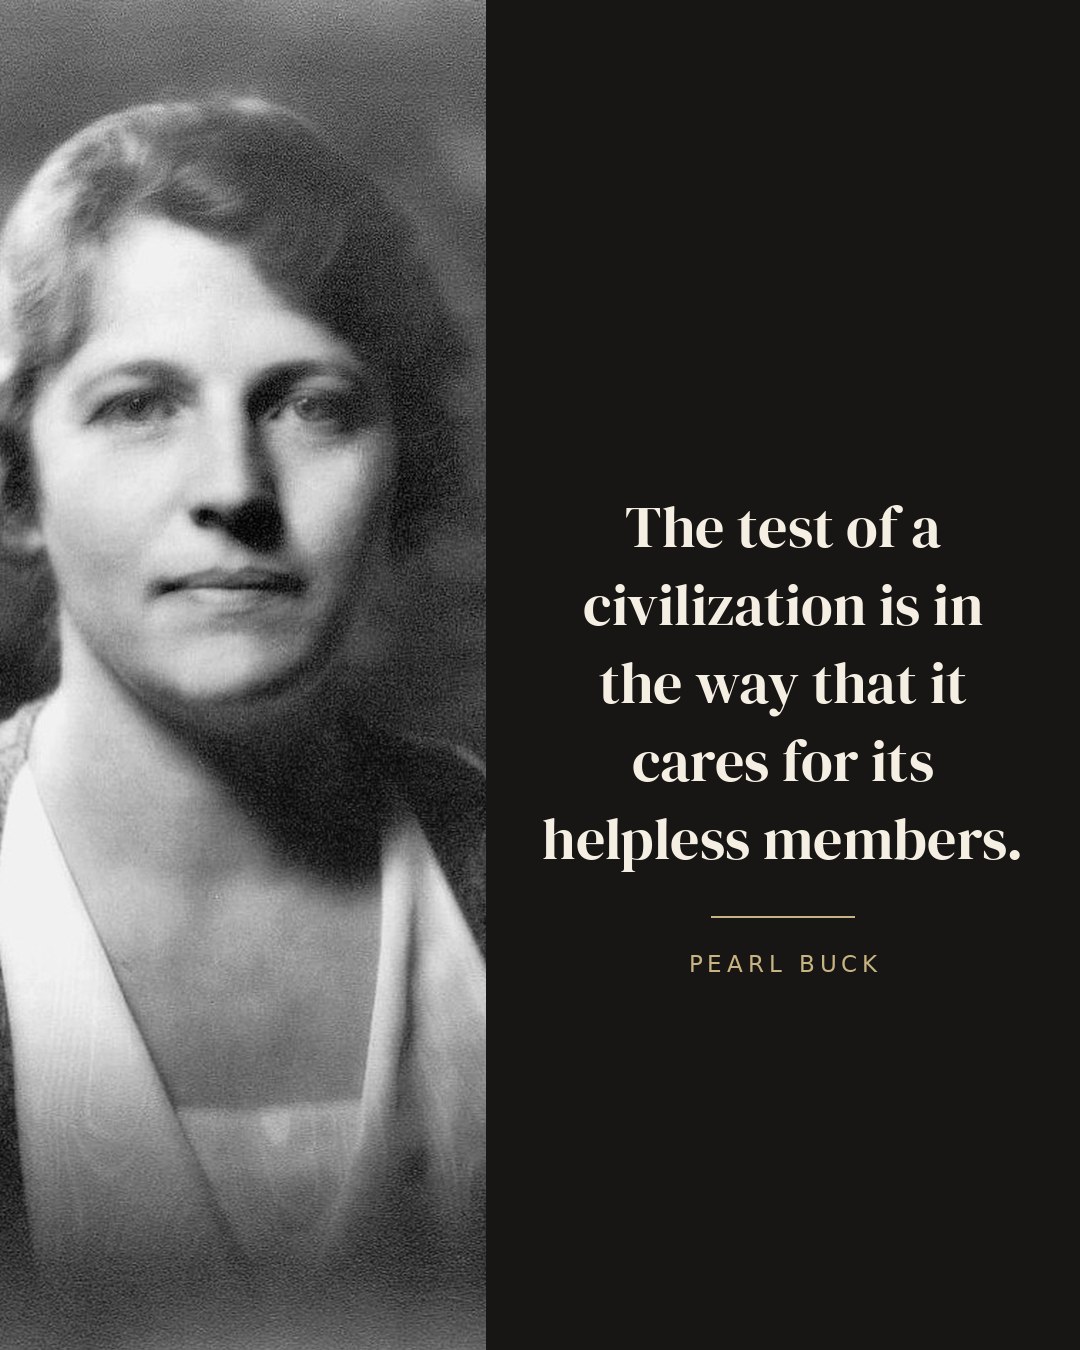 The test of a
civilization is in
the way that it
cares for its
helpless members.
PEARL BUCK